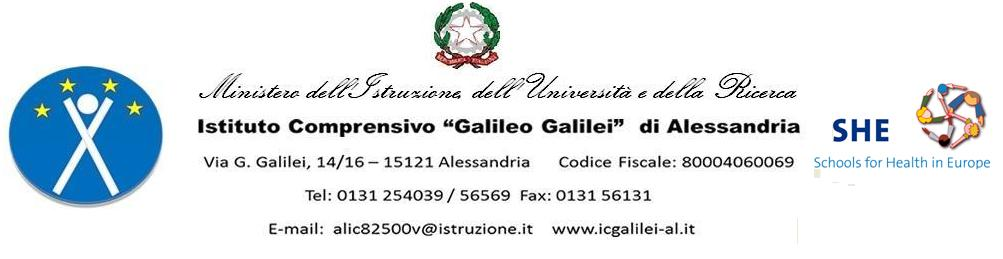 Ministero dell'Istruzione, dell'Università e della Ricerca
Istituto Comprensivo “Galileo Galilei” di Alessandria
Via G. Galilei, 14/16 – 15121 Alessandria Codice Fiscale: 80004060069
Tel: 0131 254039 / 56569 Fax: 0131 56131
E-mail: alic82500v@istruzione.it www.icgalilei-al.it
SHE
Schools for Health in Europe